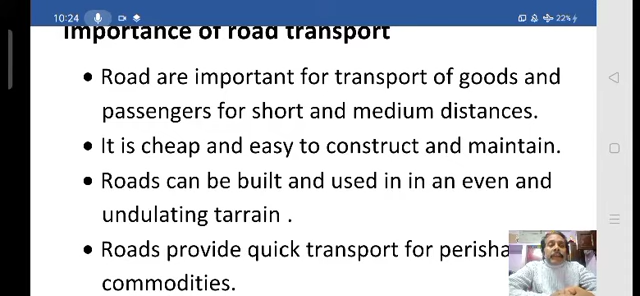 10:24
22%
Importance of road transport
• Road are important for transport of goods and
passengers for short and medium distances.
• It is cheap and easy to construct and maintain.
• Roads can be built and used in in an even and
undulating tarrain .
• Roads provide quick transport for
commodities.